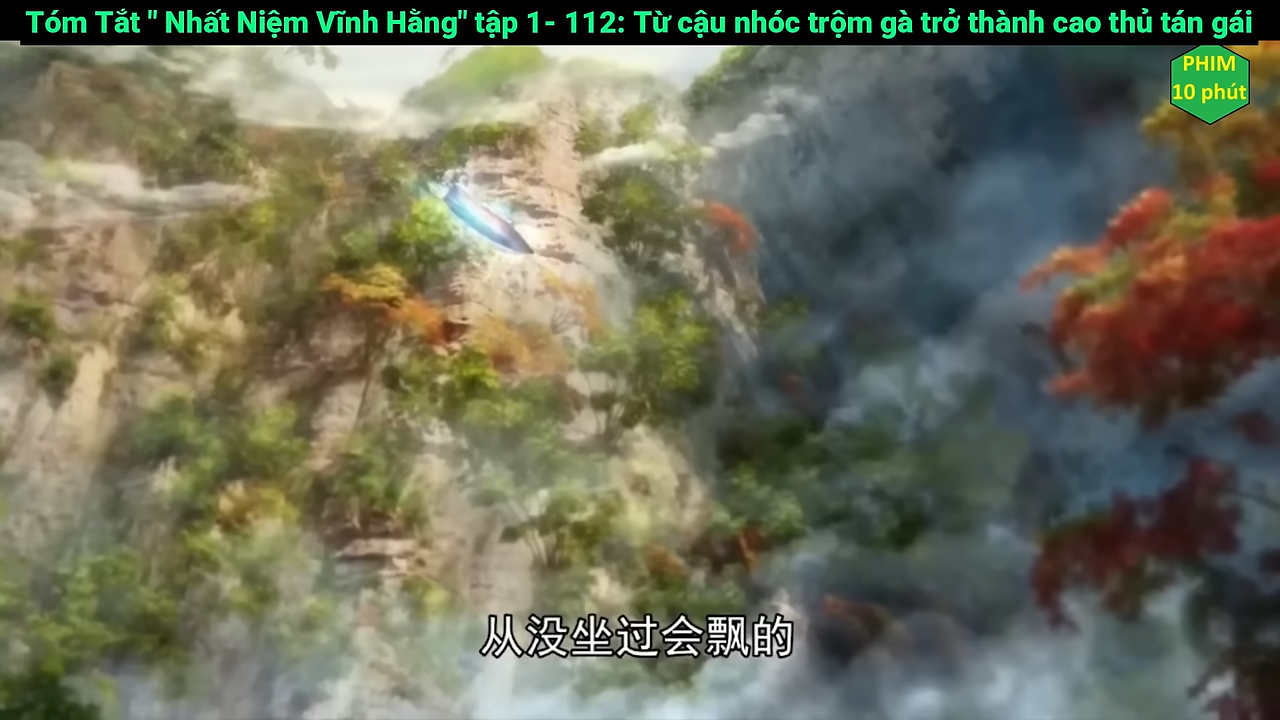 Tóm Tắt " Nhất Niệm Vĩnh Hằng" tập 1- 112: Từ cậu nhóc trộm gà trở thành cao thủ tán gái
PHIM
10 phút
从没坐过会飘的